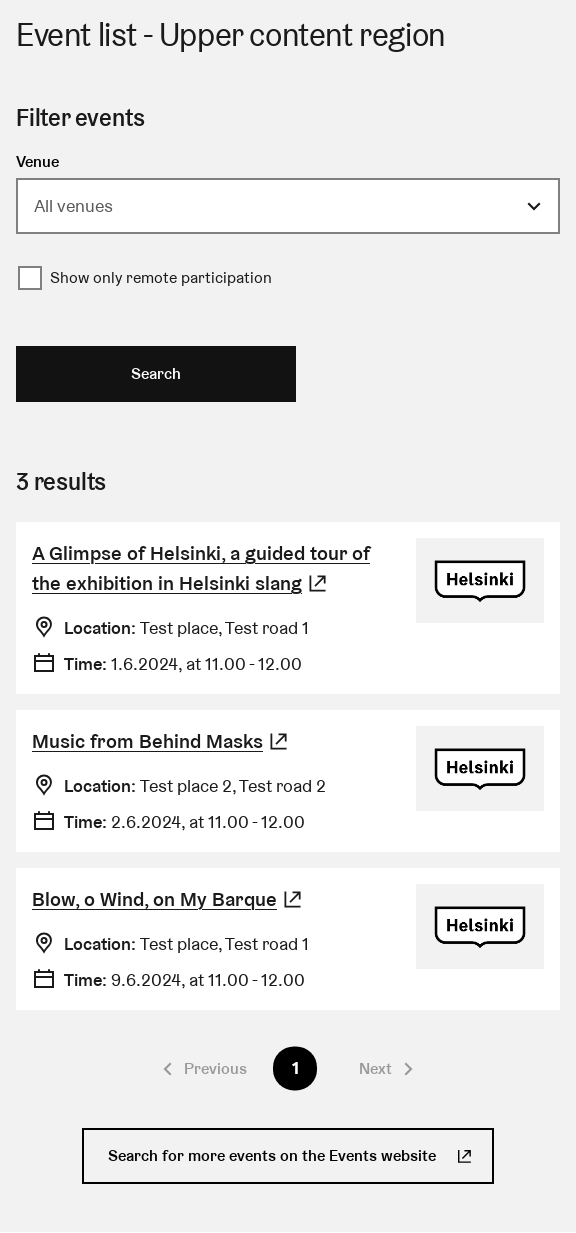 Event list - Upper content region
Filter events
Venue
All venues
Show only remote participation
Search
3 results
A Glimpse of Helsinki, a guided tour of
the exhibition in Helsinki slang
Helsinki
Location: Test place, Test road 1
Time: 1.6.2024, at 11.00 - 12.00
Music from Behind Masks
Helsinki
Location: Test place 2, Test road 2
Time: 2.6.2024, at 11.00 - 12.00
Blow, o Wind, on My Barque
Helsinki
Location: Test place, Test road 1
Time: 9.6.2024, at 11.00 - 12.00
Previous 1 Next
Search for more events on the Events website